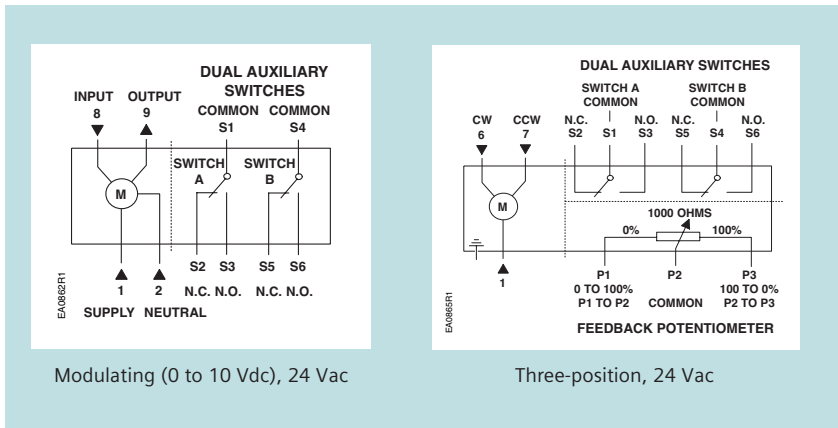 DUAL AUXILIARY
SWITCHES
INPUT OUTPUT
8 9
COMMON COMMON
S1 S4
SWITCH
A
SWITCH
B
M
S2 S3 S5 S6
1 2
N.C. N.O. N.C. N.O.
SUPPLY NEUTRAL
EA0862R1
Modulating (0 to 10 Vdc), 24 Vac
DUAL AUXILIARY SWITCHES
SWITCH A
COMMON
SWITCH B
COMMON
CW
6
CCW
7
N.C. N.O. N.C. N.O.
S2 S1 S3 S5 S4 S6
M
1000 OHMS
0% 100%
1
P1
0 TO 100%
P1 TO P2
P2
COMMON
P3
100 TO 0%
P2 TO P3
FEEDBACK POTENTIOMETER
EA0865R1
Three-position, 24 Vac